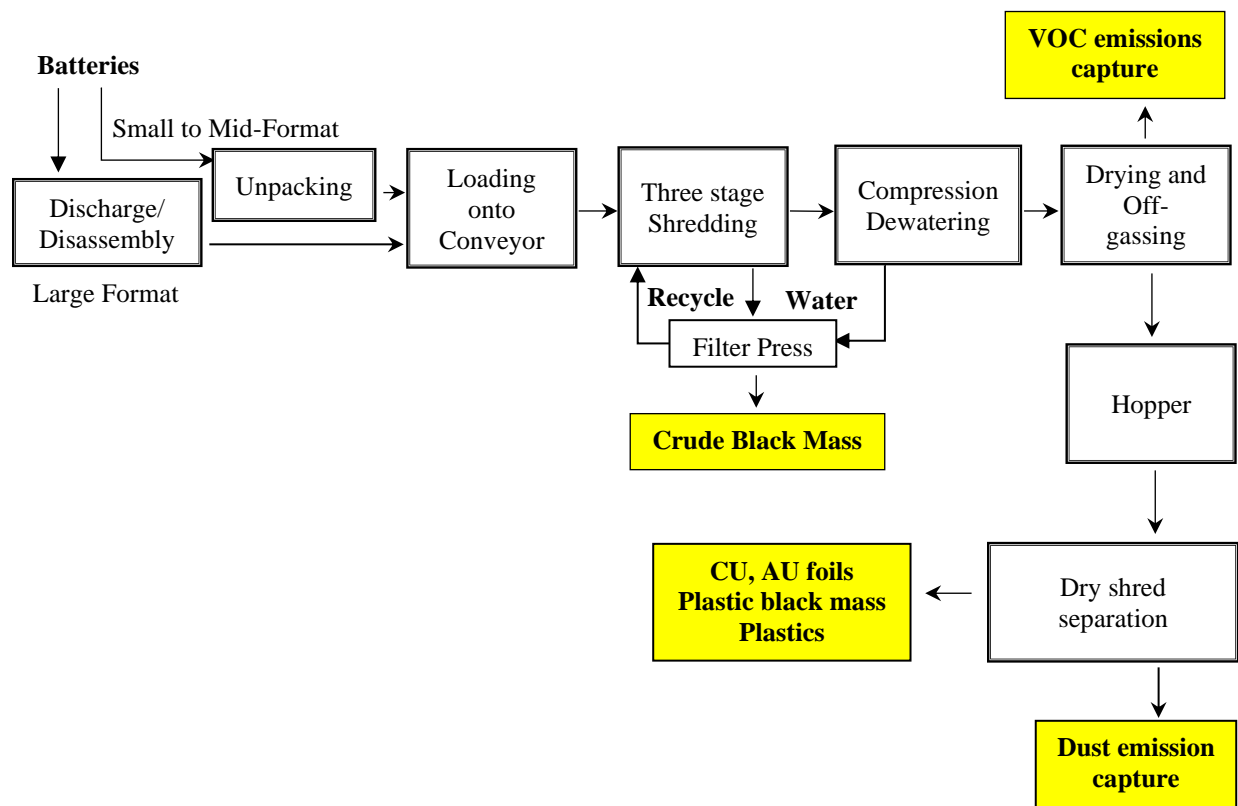 VOC emissions
capture
Batteries
Small to Mid-Format
Unpacking
Discharge/
Disassembly
Large Format
Loading
onto
Conveyor
Three stage
Shredding
Compression
Dewatering
Drying and
Off-
gassing
Recycle
Water
Filter Press
Crude Black Mass
Hopper
CU, AU foils
Plastic black mass
Plastics
Dry shred
separation
Dust emission
capture